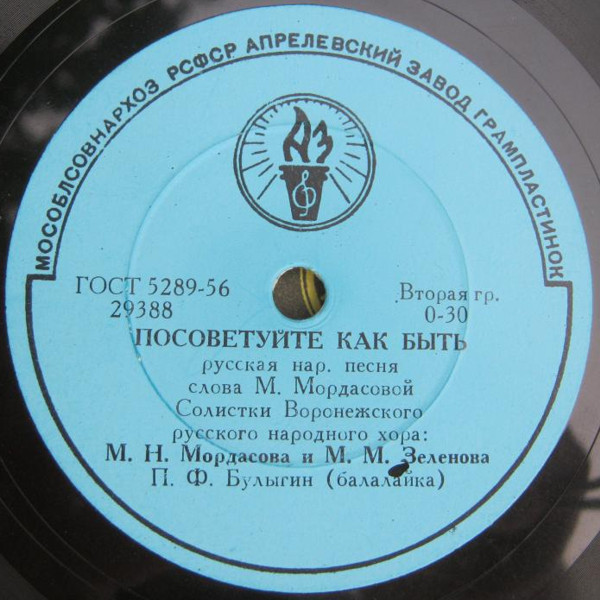 МОСОБЛСОВНАРХОЗ РСФСР АПРЕЛЕВСКИЙ ЗАВОД ГРАМПЛАСТИНОК
АЗ
ГОСТ 5289-56
29388
Вторая гр.
0-30
ПОСОВЕТУЙТЕ КАК БЫТЬ
русская нар. песня
слова М. Мордасовой
Солистки Воронежского
русского народного хора:
М. Н. Мордасова и М. М. Зеленова
П. Ф. Булыгин (балалайка)